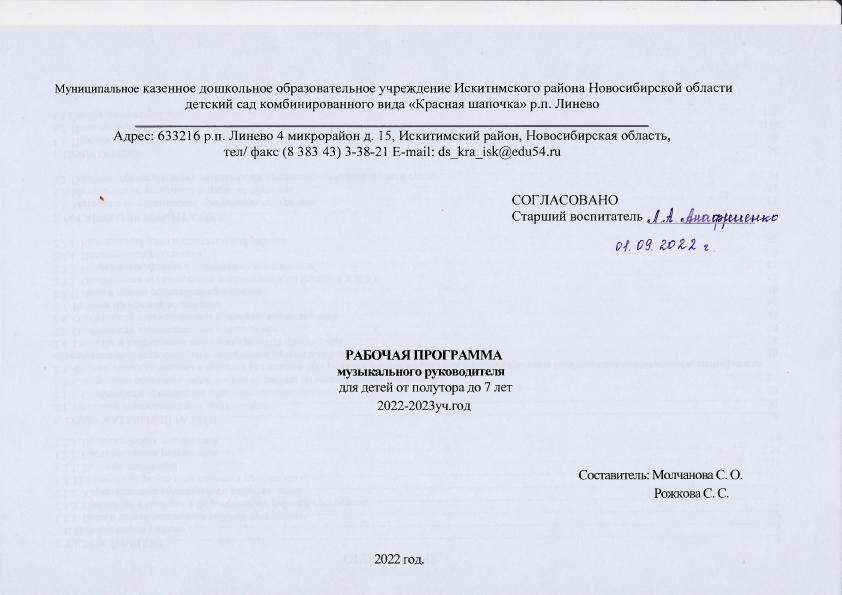 Муниципальное казенное дошкольное образовательное учреждение Искитнмского района Новосибирской области
детский сад комбинированного вида «Красная шапочка» р.п. Линево
Адрес: 633216 р.п. Линево 4 микрорайон д. 15, Искитимский район, Новосибирская область,
тел/ факс (8 383 43) 3-38-21 E-mail: ds_kra_isk@edu54.ru
СОГЛАСОВАНО
Старший воспитатель Л.А.
01.09.2022 г
РАБОЧАЯ ПРОГРАММА
музыкального руководителя
для детей от полутора до 7 лет
2022-2023уч.год
Составитель: Молчанова С. О.
Рожкова С. С.
2022 год.